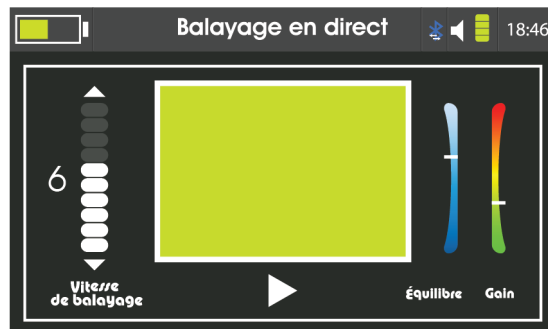 Balayage en direct
18:46
6
Vitesse
de balayage
Équilibre
Gain